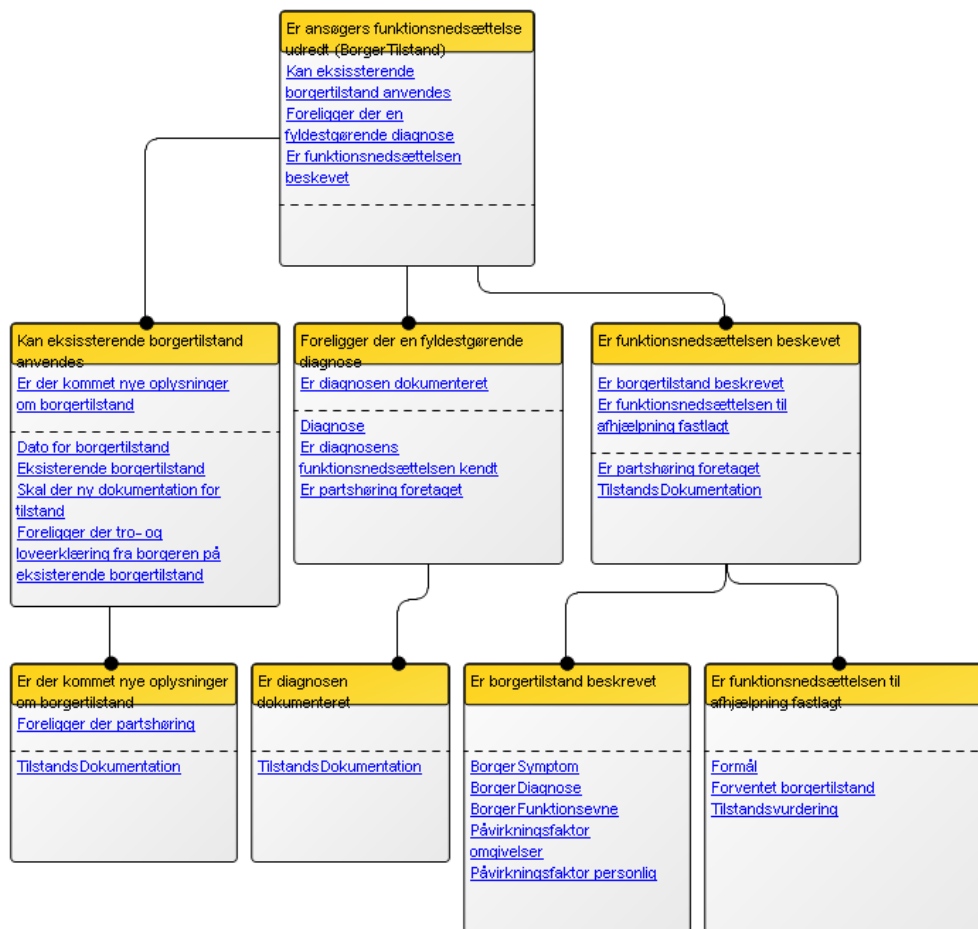 Er ansøgers funktionsnedsættelse
udredt (BorgerTilstand)
Kan eksissterende
borgertilstand anvendes
Foreligger der en
fyldestgørende diagnose
Er funktionsnedsættelsen
beskevet
Kan eksissterende borgertilstand
anvendes
Er der kommet nye oplysninger
om borgertilstand
Dato for borgertilstand
Eksisterende borgertilstand
Skal der ny dokumentation for
tilstand
Foreligger der tro- og
loveerklæring fra borgeren på
eksisterende borgertilstand
Foreligger der en fyldestgørende
diagnose
Er diagnosen dokumenteret
Diagnose
Er diagnosens
funktionsnedsættelsen kendt
Er partshøring foretaget
Er funktionsnedsættelsen beskevet
Er borgertilstand beskrevet
Er funktionsnedsættelsen til
afhjælpning fastlagt
Er partshøring foretaget
TilstandsDokumentation
Er der kommet nye oplysninger
om borgertilstand
Foreligger der partshøring
TilstandsDokumentation
Er diagnosen
dokumenteret
TilstandsDokumentation
Er borgertilstand beskrevet
BorgerSymptom
BorgerDiagnose
BorgerFunktionsevne
Påvirkningsfaktor
omgivelser
Påvirkningsfaktor personlig
Er funktionsnedsættelsen til
afhjælpning fastlagt
Formål
Forventet borgertilstand
Tilstandsvurdering